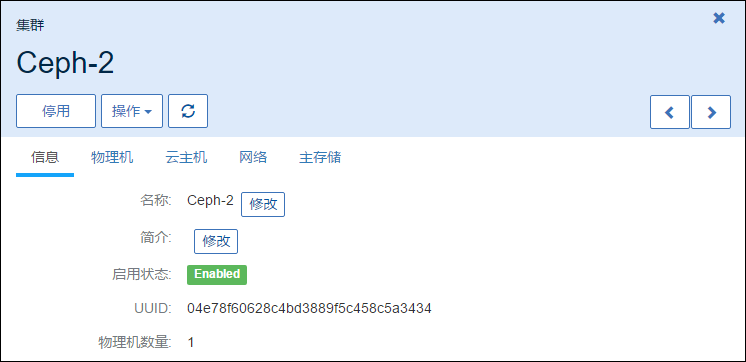 集群
Ceph-2
停用 操作
信息 物理机 云主机 网络 主存储
名称: Ceph-2 修改
简介: 修改
启用状态: Enabled
UUID: 04e78f60628c4bd3889f5c458c5a3434
物理机数量: 1